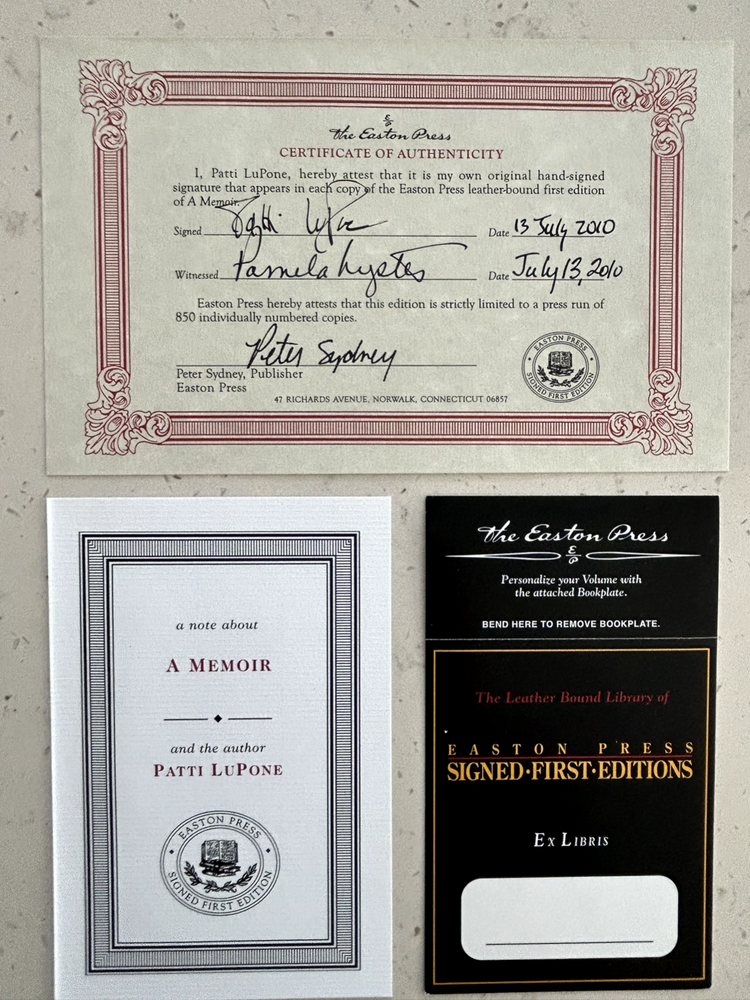 The Easton Press
CERTIFICATE OF AUTHENTICITY
I, Patti LuPone, hereby attest that it is my own original hand-signed
signature that appears in each copy of the Easton Press leather-bound first edition
of A Memoir.
Signed Patti LuPone Date 13 July 2010
Witnessed Pamela Lyster Date July 13, 2010
Easton Press hereby attests that this edition is strictly limited to a press run of
850 individually numbered copies.
Peter Sydney
Peter Sydney, Publisher
Easton Press
47 RICHARDS AVENUE, NORWALK, CONNECTICUT 06857
EASTON PRESS
SIGNED FIRST EDITION
a note about
A MEMOIR
and the author
PATTI LUPONE
EASTON PRESS
SIGNED FIRST EDITION
The Easton Press
Personalize your Volume with
the attached Bookplate.
BEND HERE TO REMOVE BOOKPLATE.
The Leather Bound Library of
EASTON PRESS
SIGNED·FIRST·EDITIONS
EX LIBRIS